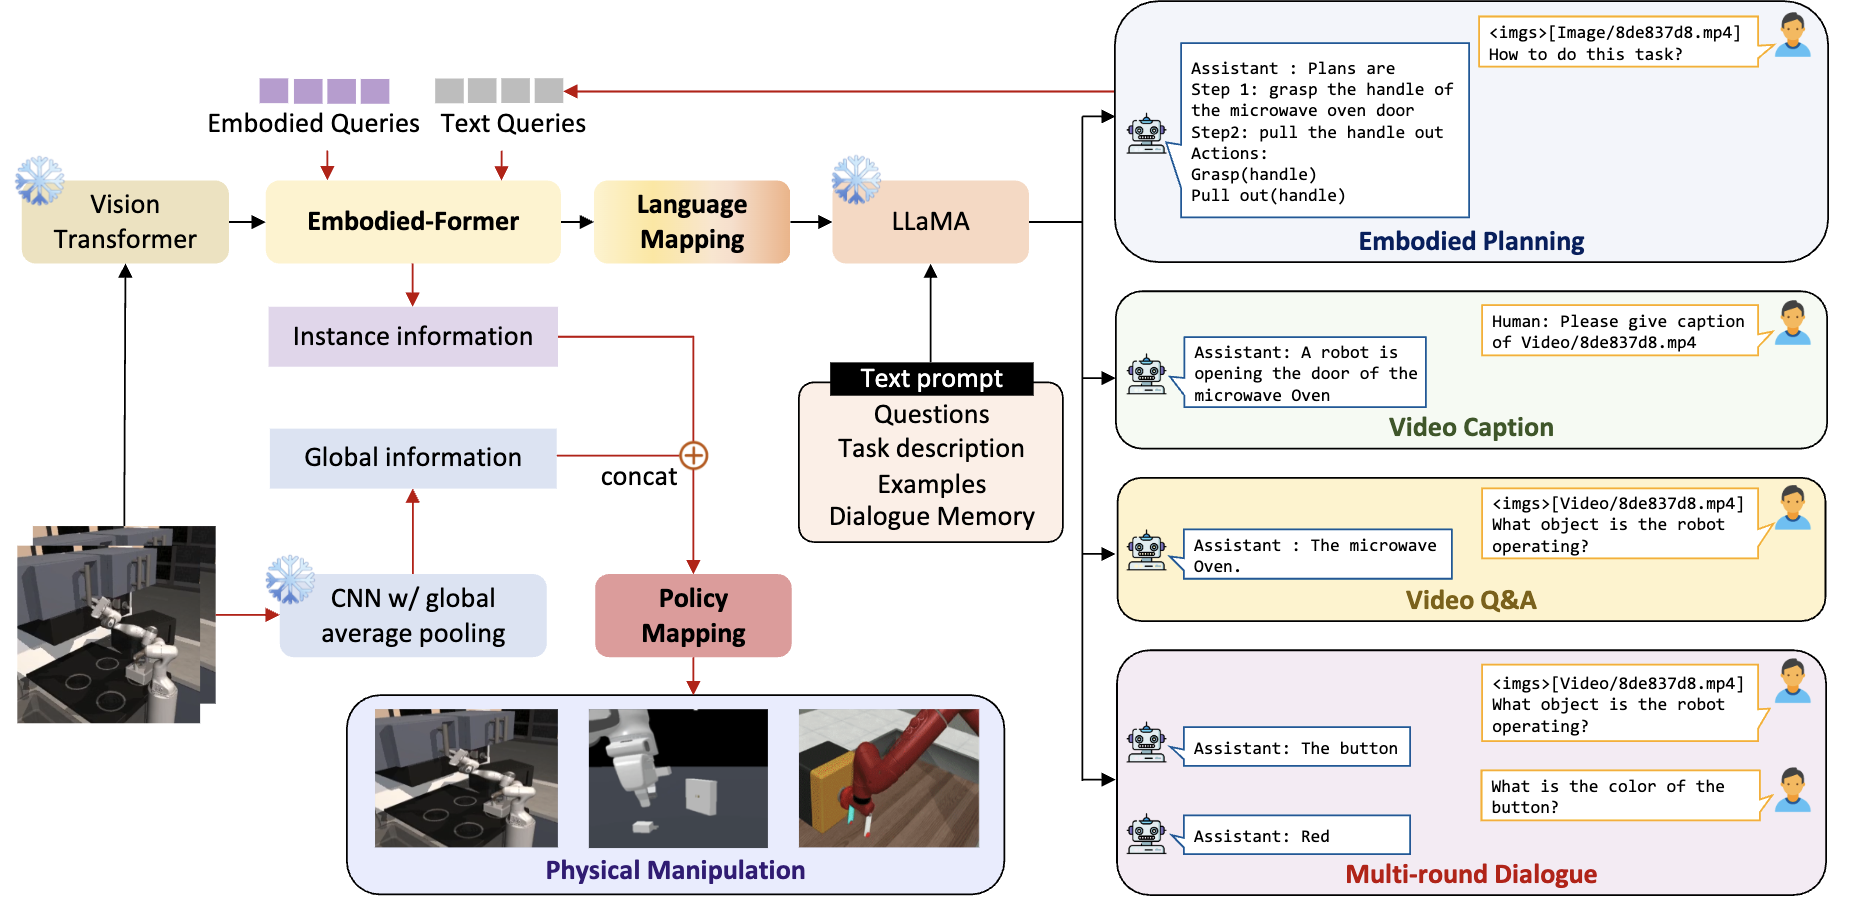 Embodied Queries
Text Queries
Vision
Transformer
Embodied-Former
Language
Mapping
LLaMA
Instance information
Global information
concat
CNN w/ global
average pooling
Policy
Mapping
Physical Manipulation
Text prompt
Questions
Task description
Examples
Dialogue Memory
<imgs>[Image/8de837d8.mp4]
How to do this task?
Assistant : Plans are
Step 1: grasp the handle of
the microwave oven door
Step2: pull the handle out
Actions:
Grasp(handle)
Pull out(handle)
Embodied Planning
Human: Please give caption
of Video/8de837d8.mp4
Assistant: A robot is
opening the door of the
microwave Oven
Video Caption
<imgs>[Video/8de837d8.mp4]
What object is the robot
operating?
Assistant : The microwave
Oven.
Video Q&A
<imgs>[Video/8de837d8.mp4]
What object is the robot
operating?
Assistant: The button
What is the color of the
button?
Assistant: Red
Multi-round Dialogue